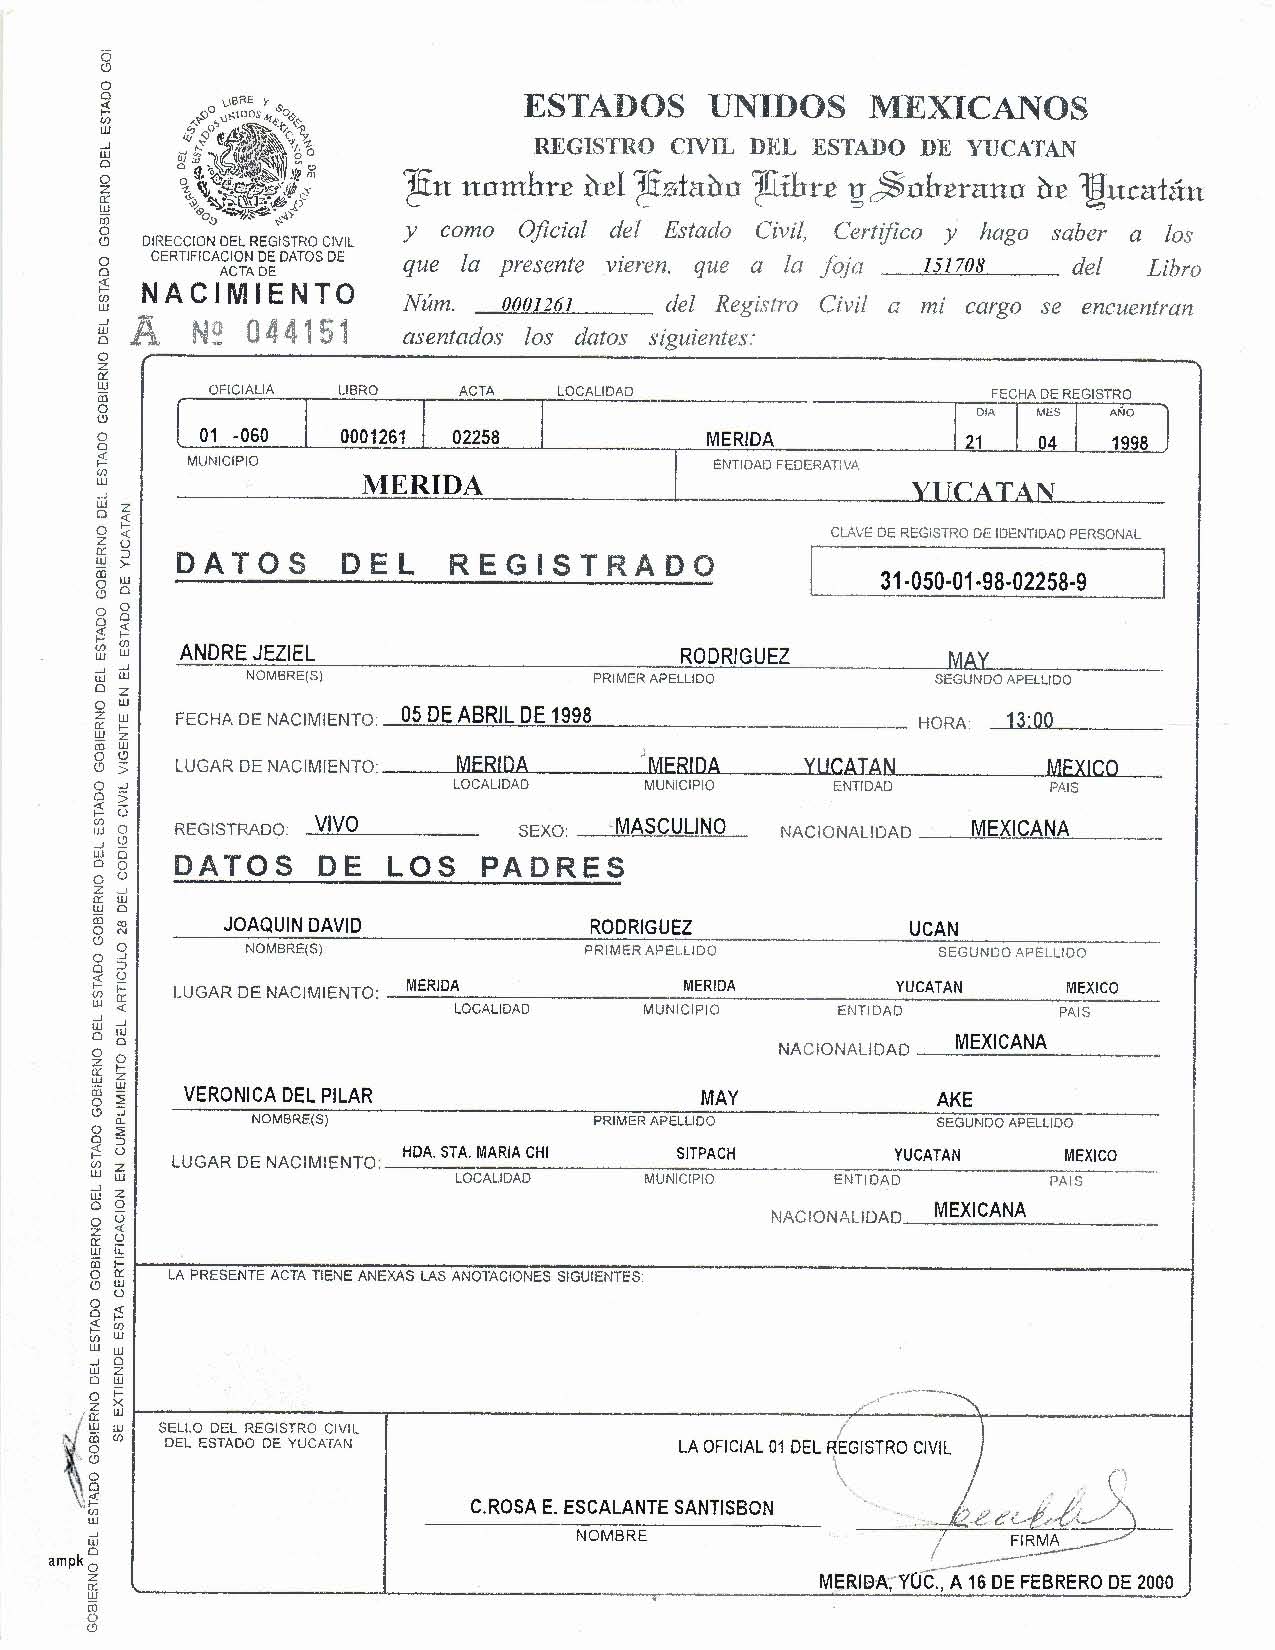 ESTADOS UNIDOS MEXICANOS
REGISTRO CIVIL DEL ESTADO DE YUCATAN
En nombre del Estado Libre y Soberano de Yucatán
y como Oficial del Estado Civil, Certifico y hago saber a los
que la presente vieren, que a la foja 151708 del Libro
Núm. 0001261 del Registro Civil a mi cargo se encuentran
asentados los datos siguientes:
GOBIERNO DEL ESTADO LIBRE Y SOBERANO DE YUCATAN
ESTADOS UNIDOS MEXICANOS
DIRECCION DEL REGISTRO CIVIL
CERTIFICACION DE DATOS DE
ACTA DE
NACIMIENTO
A Nº 044151
OFICIALIA LIBRO ACTA LOCALIDAD FECHA DE REGISTRO
DIA MES AÑO
01 -060 0001261 02258 MERIDA 21 04 1998
MUNICIPIO ENTIDAD FEDERATIVA
MERIDA YUCATAN
CLAVE DE REGISTRO DE IDENTIDAD PERSONAL
DATOS DEL REGISTRADO
31-050-01-98-02258-9
ANDRE JEZIEL RODRIGUEZ MAY
NOMBRE(S) PRIMER APELLIDO SEGUNDO APELLIDO
FECHA DE NACIMIENTO: 05 DE ABRIL DE 1998 HORA: 13:00
LUGAR DE NACIMIENTO: MERIDA MERIDA YUCATAN MEXICO
LOCALIDAD MUNICIPIO ENTIDAD PAIS
REGISTRADO: VIVO SEXO: MASCULINO NACIONALIDAD MEXICANA
DATOS DE LOS PADRES
JOAQUIN DAVID RODRIGUEZ UCAN
NOMBRE(S) PRIMER APELLIDO SEGUNDO APELLIDO
LUGAR DE NACIMIENTO: MERIDA MERIDA YUCATAN MEXICO
LOCALIDAD MUNICIPIO ENTIDAD PAIS
NACIONALIDAD MEXICANA
VERONICA DEL PILAR MAY AKE
NOMBRE(S) PRIMER APELLIDO SEGUNDO APELLIDO
LUGAR DE NACIMIENTO: HDA. STA. MARIA CHI SITPACH YUCATAN MEXICO
LOCALIDAD MUNICIPIO ENTIDAD PAIS
NACIONALIDAD MEXICANA
LA PRESENTE ACTA TIENE ANEXAS LAS ANOTACIONES SIGUIENTES:
SELLO DEL REGISTRO CIVIL
DEL ESTADO DE YUCATAN
LA OFICIAL 01 DEL REGISTRO CIVIL
C.ROSA E. ESCALANTE SANTISBON
NOMBRE FIRMA
MERIDA, YUC., A 16 DE FEBRERO DE 2000
ampk
GOBIERNO DEL ESTADO GOBIERNO DEL ESTADO GOBIERNO DEL ESTADO GOBIERNO DEL ESTADO GOBIERNO DEL ESTADO GOBIERNO DEL ESTADO GOBIERNO DEL ESTADO GOBIERNO DEL ESTADO GOI
SE EXTIENDE ESTA CERTIFICACION EN CUMPLIMIENTO DEL ARTICULO 28 DEL CODIGO CIVIL VIGENTE EN EL ESTADO DE YUCATAN